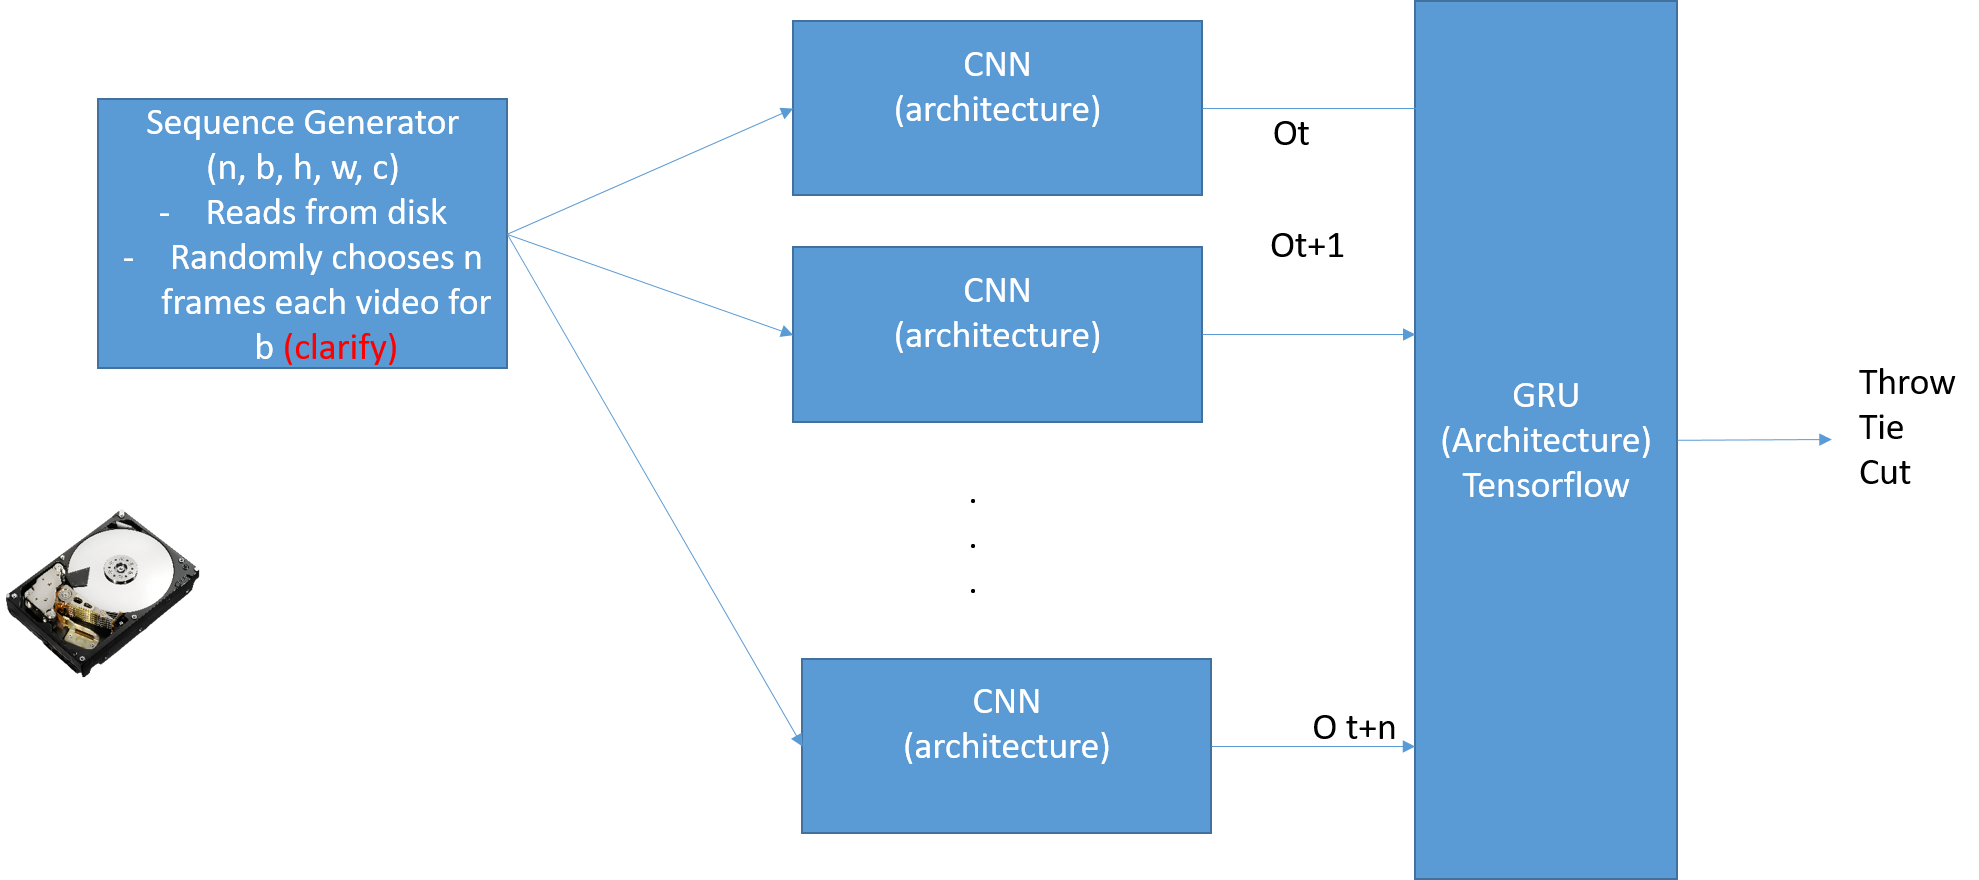 Sequence Generator
(n, b, h, w, c)
- Reads from disk
- Randomly chooses n
frames each video for
b (clarify)
CNN
(architecture)
Ot
CNN
(architecture)
Ot+1
.
.
.
CNN
(architecture)
O t+n
GRU
(Architecture)
Tensorflow
Throw
Tie
Cut